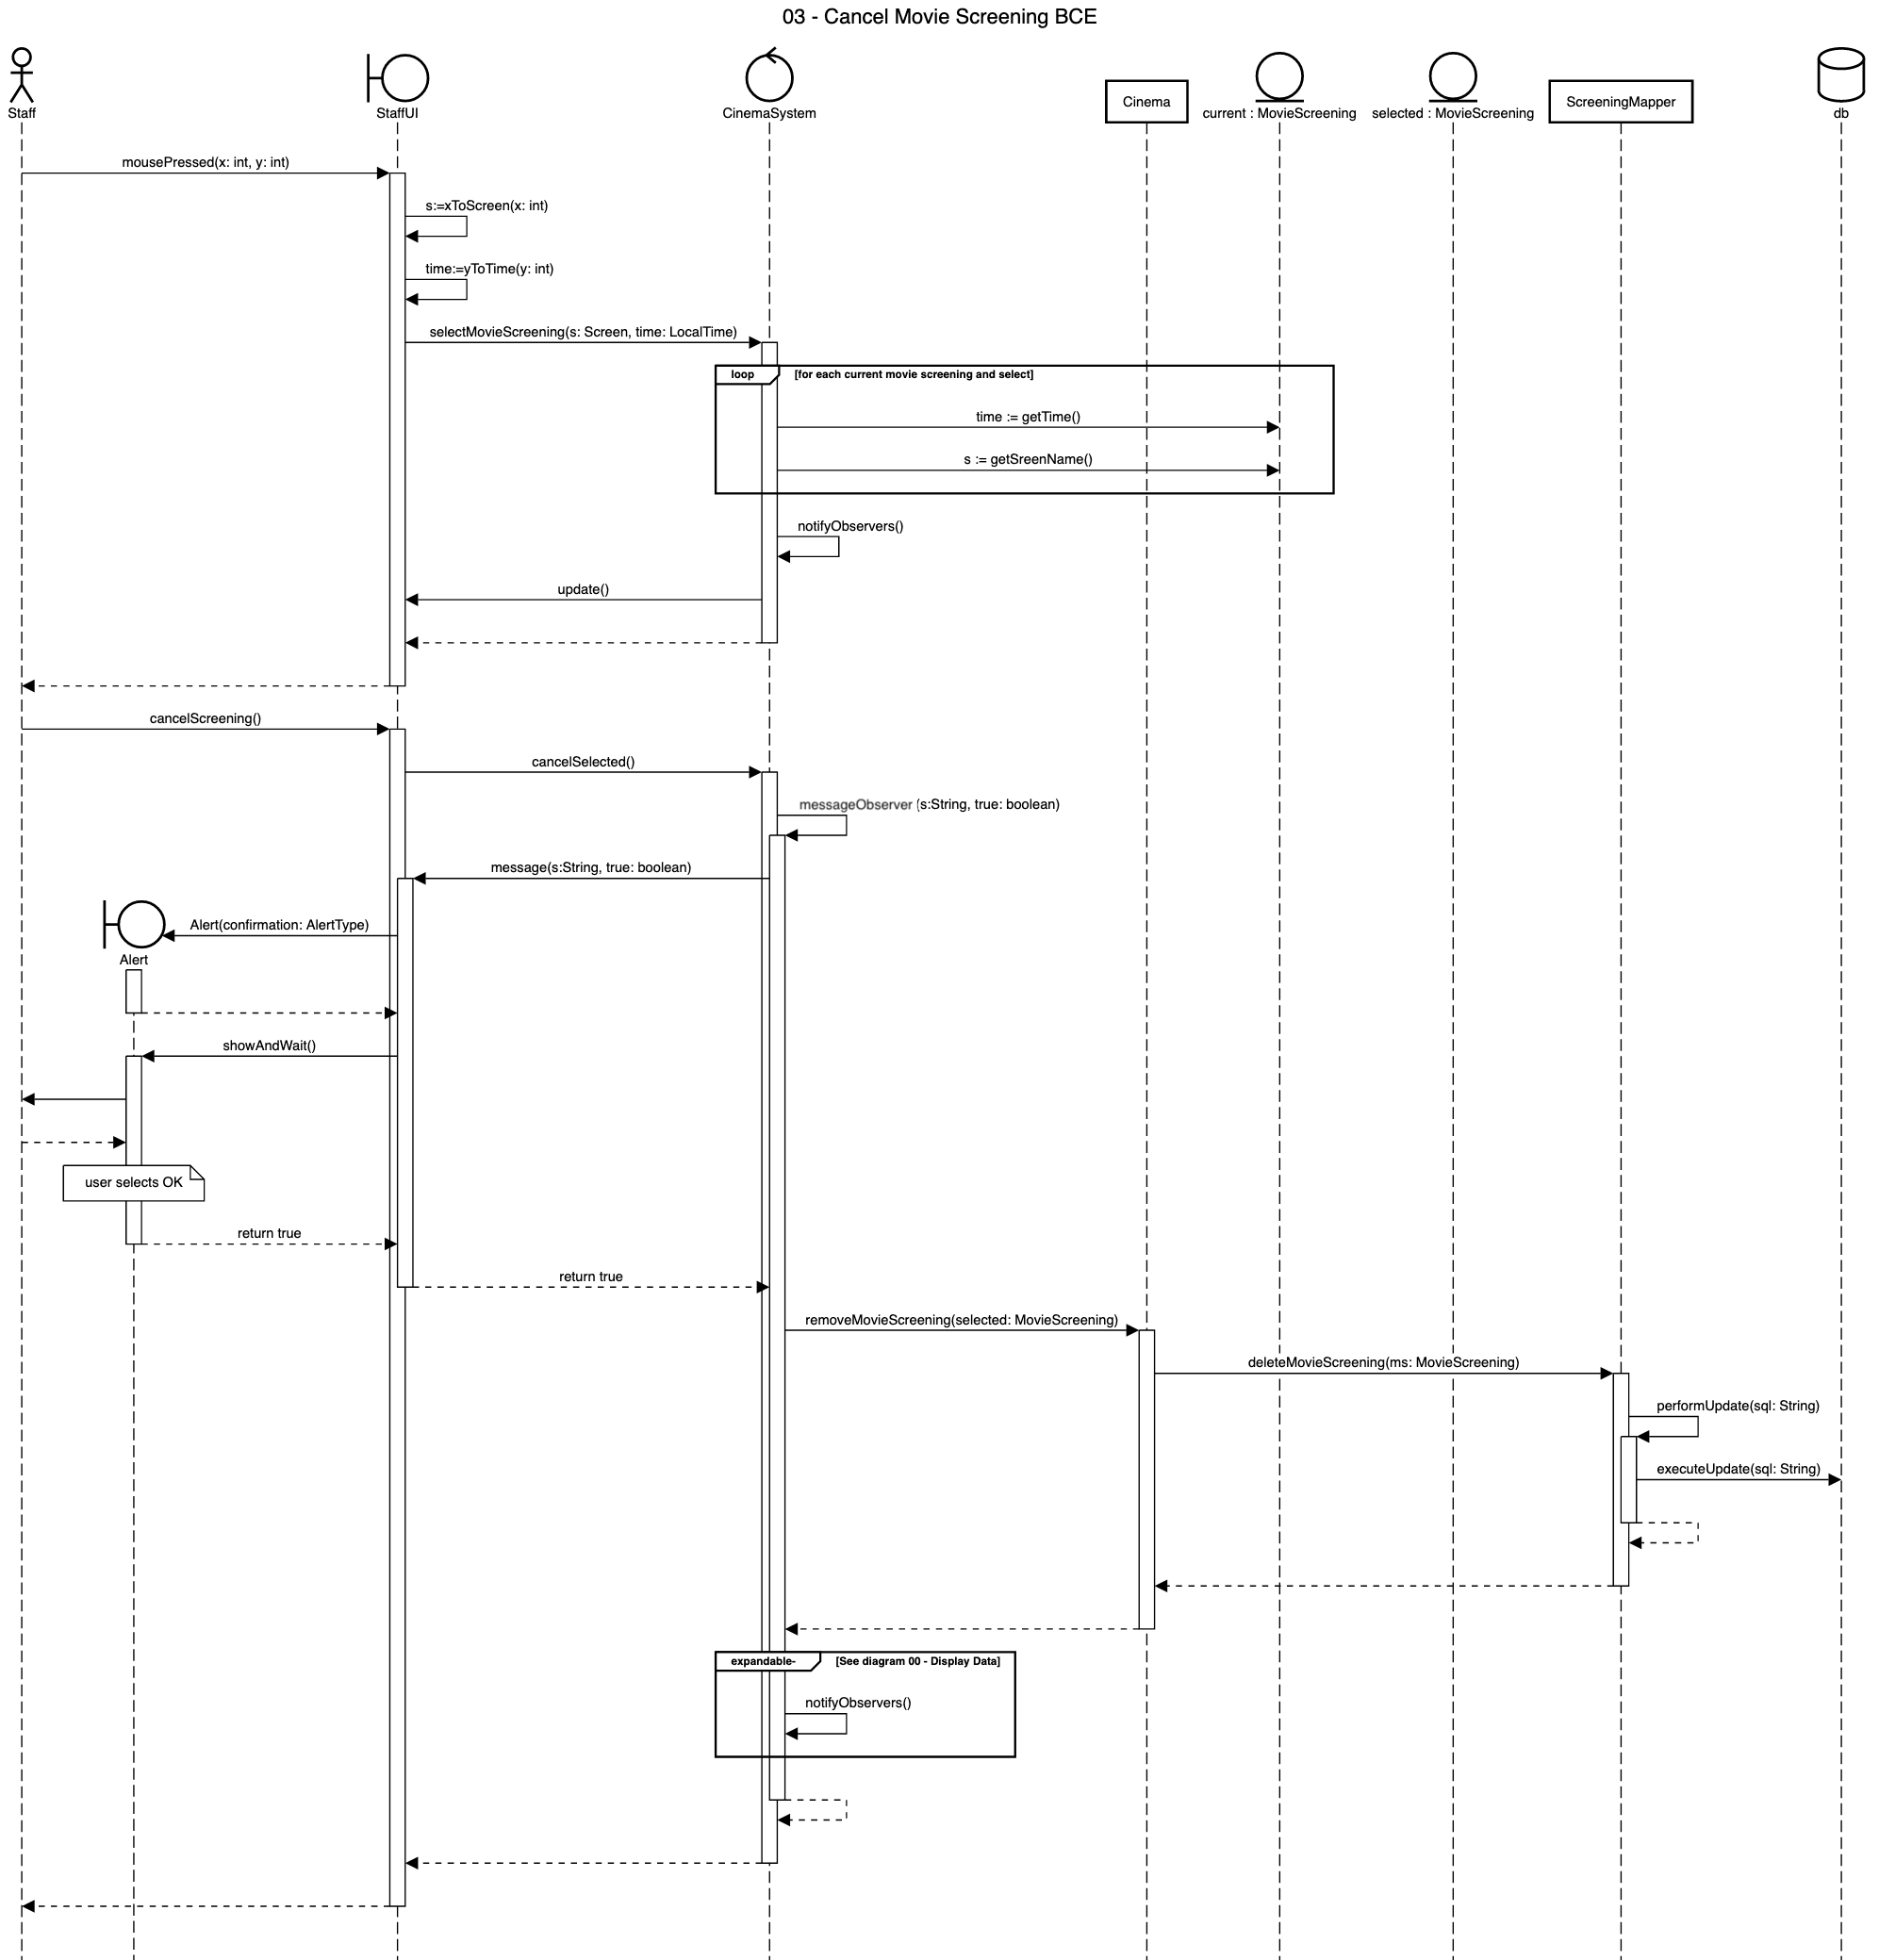 03 - Cancel Movie Screening BCE
Staff
StaffUI
CinemaSystem
Cinema
current : MovieScreening
selected : MovieScreening
ScreeningMapper
db
mousePressed(x: int, y: int)
s:=xToScreen(x: int)
time:=yToTime(y: int)
selectMovieScreening(s: Screen, time: LocalTime)
loop [for each current movie screening and select]
time := getTime()
s := getSreenName()
notifyObservers()
update()
cancelScreening()
cancelSelected()
messageObserver (s:String, true: boolean)
message(s:String, true: boolean)
Alert(confirmation: AlertType)
Alert
showAndWait()
user selects OK
return true
return true
removeMovieScreening(selected: MovieScreening)
deleteMovieScreening(ms: MovieScreening)
performUpdate(sql: String)
executeUpdate(sql: String)
expandable- [See diagram 00 - Display Data]
notifyObservers()